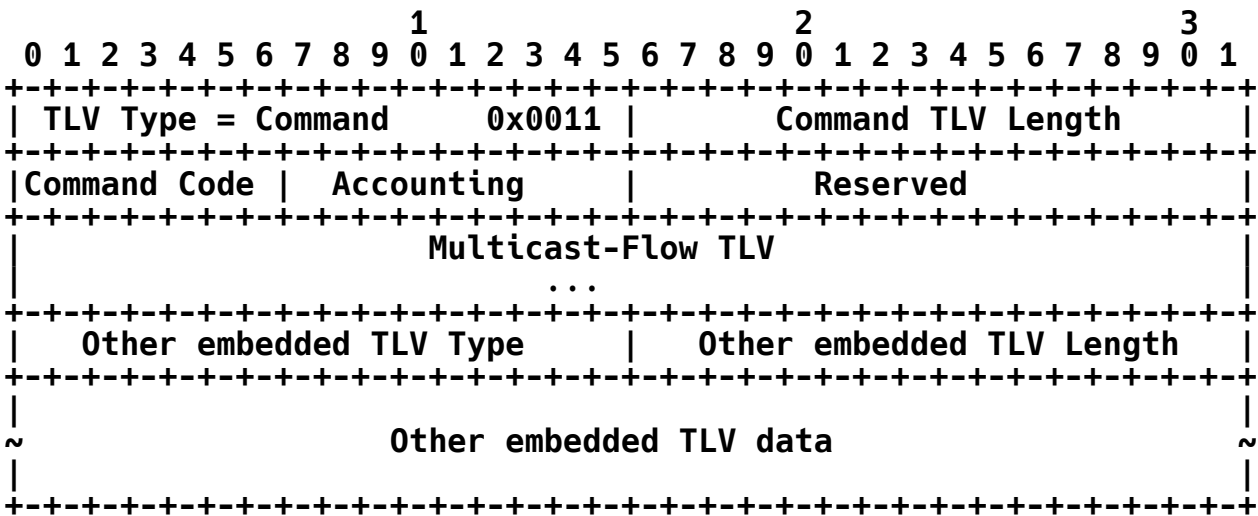 1                   2                   3
 0 1 2 3 4 5 6 7 8 9 0 1 2 3 4 5 6 7 8 9 0 1 2 3 4 5 6 7 8 9 0 1
+-+-+-+-+-+-+-+-+-+-+-+-+-+-+-+-+-+-+-+-+-+-+-+-+-+-+-+-+-+-+-+-+
| TLV Type = Command     0x0011 |       Command TLV Length      |
+-+-+-+-+-+-+-+-+-+-+-+-+-+-+-+-+-+-+-+-+-+-+-+-+-+-+-+-+-+-+-+-+
|Command Code |  Accounting     |         Reserved              |
+-+-+-+-+-+-+-+-+-+-+-+-+-+-+-+-+-+-+-+-+-+-+-+-+-+-+-+-+-+-+-+-+
|                     Multicast-Flow TLV                        |
|                           ...                                 |
+-+-+-+-+-+-+-+-+-+-+-+-+-+-+-+-+-+-+-+-+-+-+-+-+-+-+-+-+-+-+-+-+
|   Other embedded TLV Type     |   Other embedded TLV Length   |
+-+-+-+-+-+-+-+-+-+-+-+-+-+-+-+-+-+-+-+-+-+-+-+-+-+-+-+-+-+-+-+-+
|                                                               |
~                   Other embedded TLV data                     ~
|                                                               |
+-+-+-+-+-+-+-+-+-+-+-+-+-+-+-+-+-+-+-+-+-+-+-+-+-+-+-+-+-+-+-+-+